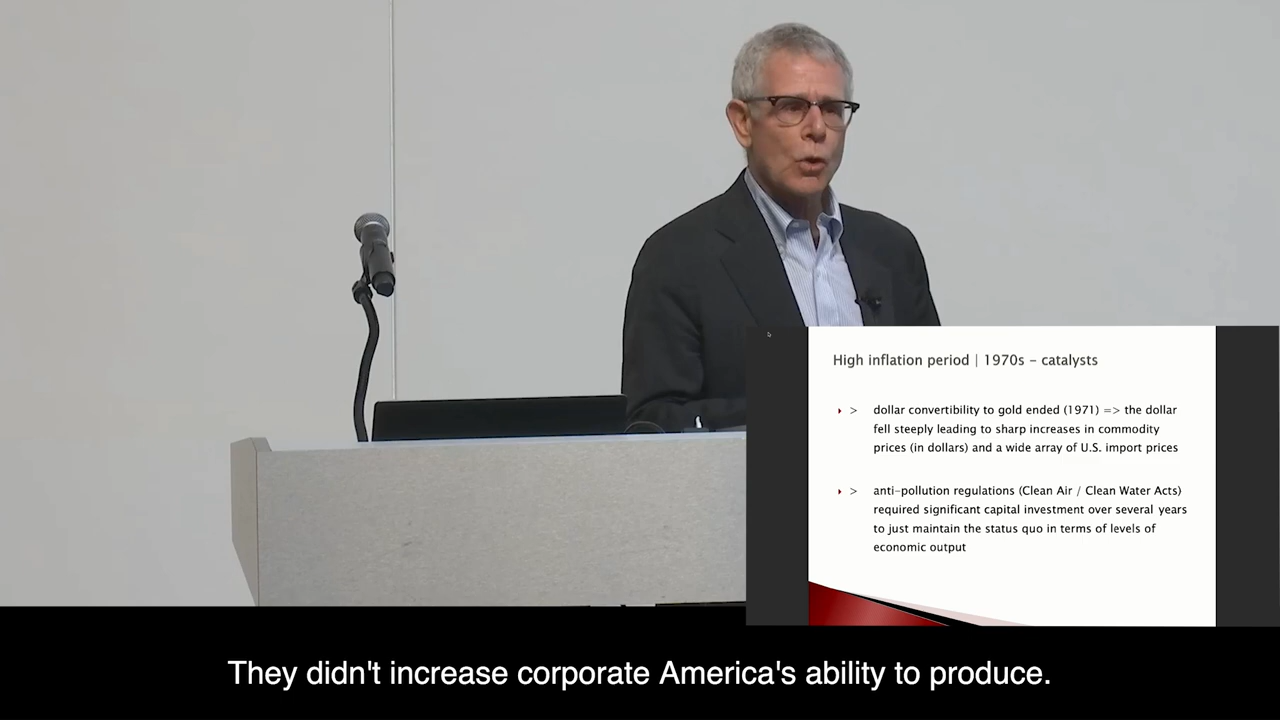 High inflation period | 1970s – catalysts
> dollar convertibility to gold ended (1971) => the dollar
fell steeply leading to sharp increases in commodity
prices (in dollars) and a wide array of U.S. import prices
> anti-pollution regulations (Clean Air / Clean Water Acts)
required significant capital investment over several years
to just maintain the status quo in terms of levels of
economic output
They didn't increase corporate America's ability to produce.